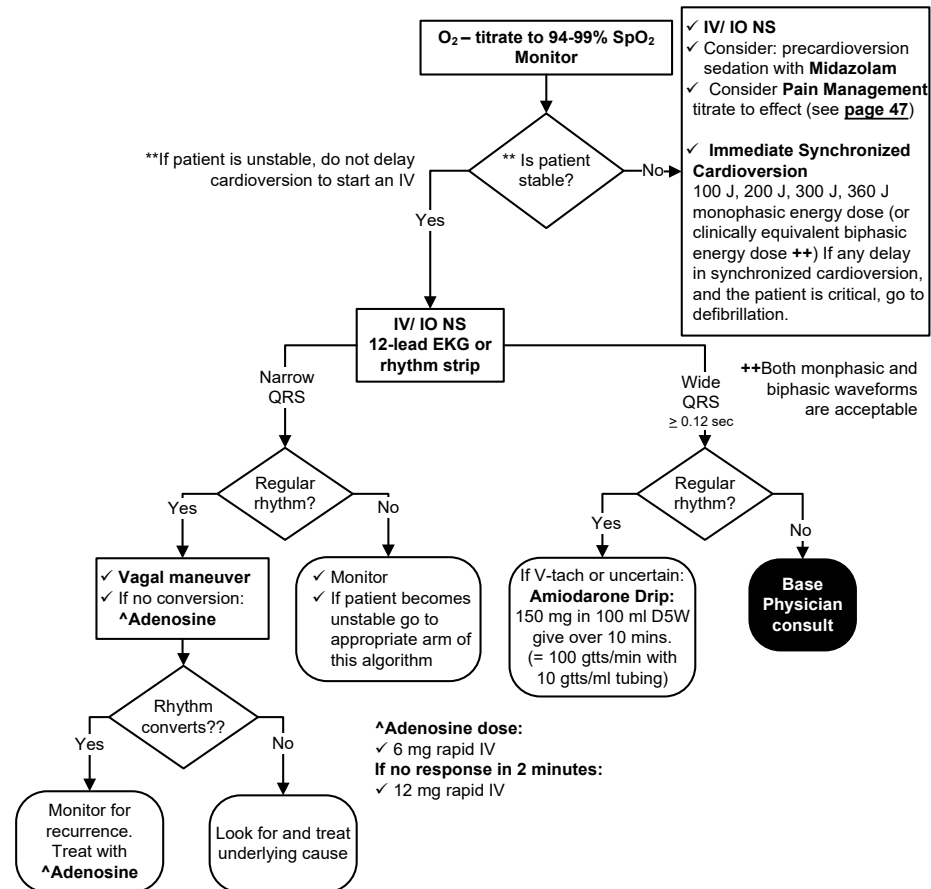 O₂ – titrate to 94-99% SpO₂
Monitor
✓ IV/ IO NS
✓ Consider: precardioversion
sedation with Midazolam
✓ Consider Pain Management
titrate to effect (see page 47)
✓ Immediate Synchronized
Cardioversion
100 J, 200 J, 300 J, 360 J
monophasic energy dose (or
clinically equivalent biphasic
energy dose ++) If any delay
in synchronized cardioversion,
and the patient is critical, go to
defibrillation.
**If patient is unstable, do not delay
cardioversion to start an IV
** Is patient
stable?
No
Yes
IV/ IO NS
12-lead EKG or
rhythm strip
++Both monphasic and
biphasic waveforms
are acceptable
Narrow
QRS
Wide
QRS
≥ 0.12 sec
Regular
rhythm?
Yes
No
Regular
rhythm?
Yes
No
✓ Vagal maneuver
✓ If no conversion:
^Adenosine
✓ Monitor
✓ If patient becomes
unstable go to
appropriate arm of
this algorithm
If V-tach or uncertain:
Amiodarone Drip:
150 mg in 100 ml D5W
give over 10 mins.
(= 100 gtts/min with
10 gtts/ml tubing)
Base
Physician
consult
Rhythm
converts??
Yes
No
^Adenosine dose:
✓ 6 mg rapid IV
If no response in 2 minutes:
✓ 12 mg rapid IV
Monitor for
recurrence.
Treat with
^Adenosine
Look for and treat
underlying cause